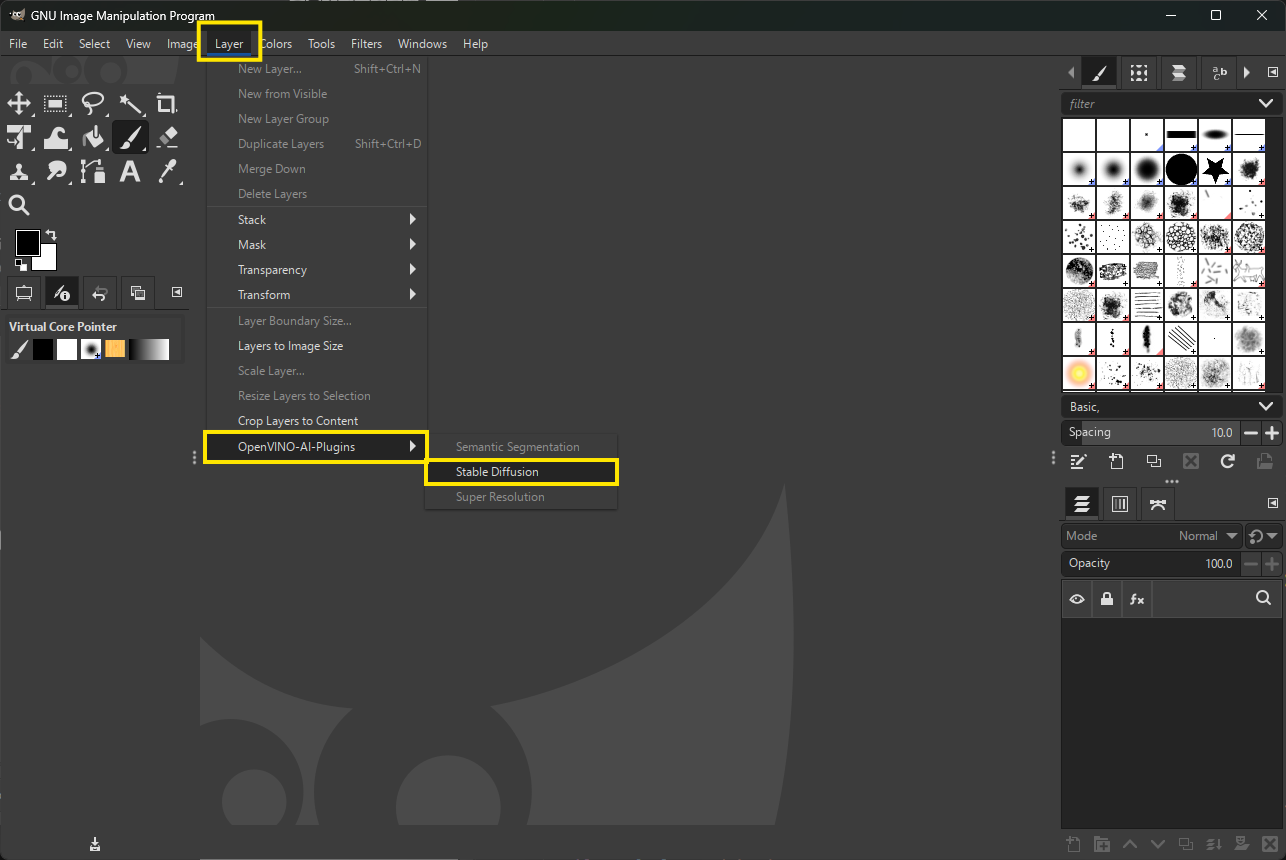 GNU Image Manipulation Program
File Edit Select View Image Layer Colors Tools Filters Windows Help
New Layer... Shift+Ctrl+N
New from Visible
New Layer Group
Duplicate Layers Shift+Ctrl+D
Merge Down
Delete Layers
Stack
Mask
Transparency
Transform
Layer Boundary Size...
Layers to Image Size
Scale Layer...
Resize Layers to Selection
Crop Layers to Content
OpenVINO-AI-Plugins
Semantic Segmentation
Stable Diffusion
Super Resolution
Virtual Core Pointer
filter
Basic,
Spacing 10.0
Mode Normal
Opacity 100.0